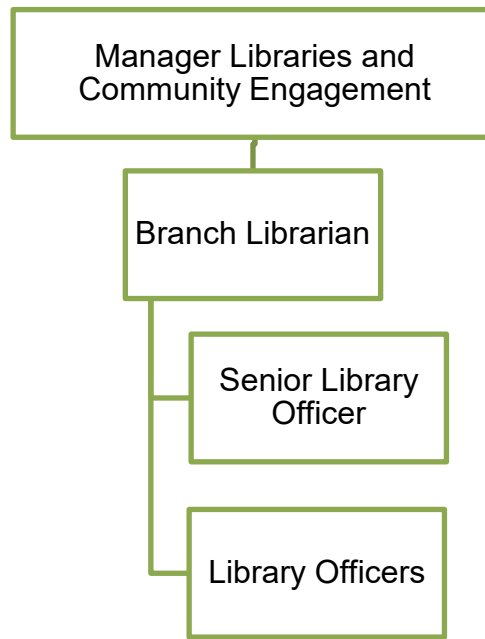 Manager Libraries and
Community Engagement
Branch Librarian
Senior Library
Officer
Library Officers